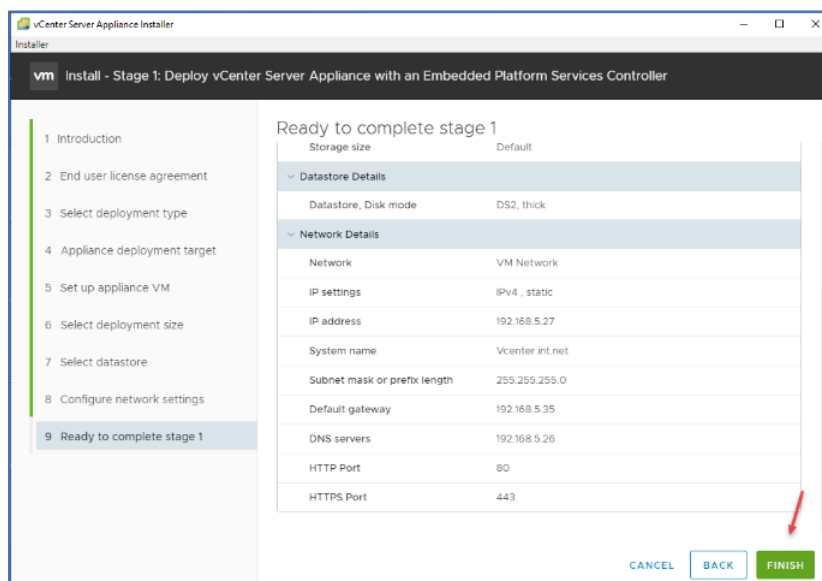 vCenter Server Appliance Installer
Installer
vm Install - Stage 1: Deploy vCenter Server Appliance with an Embedded Platform Services Controller
1 Introduction
2 End user license agreement
3 Select deployment type
4 Appliance deployment target
5 Set up appliance VM
6 Select deployment size
7 Select datastore
8 Configure network settings
9 Ready to complete stage 1
Ready to complete stage 1
Storage size Default
Datastore Details
Datastore, Disk mode DS2, thick
Network Details
Network VM Network
IP settings IPv4 , static
IP address 192.168.5.27
System name Vcenter.int.net
Subnet mask or prefix length 255.255.255.0
Default gateway 192.168.5.35
DNS servers 192.168.5.26
HTTP Port 80
HTTPS Port 443
CANCEL BACK FINISH